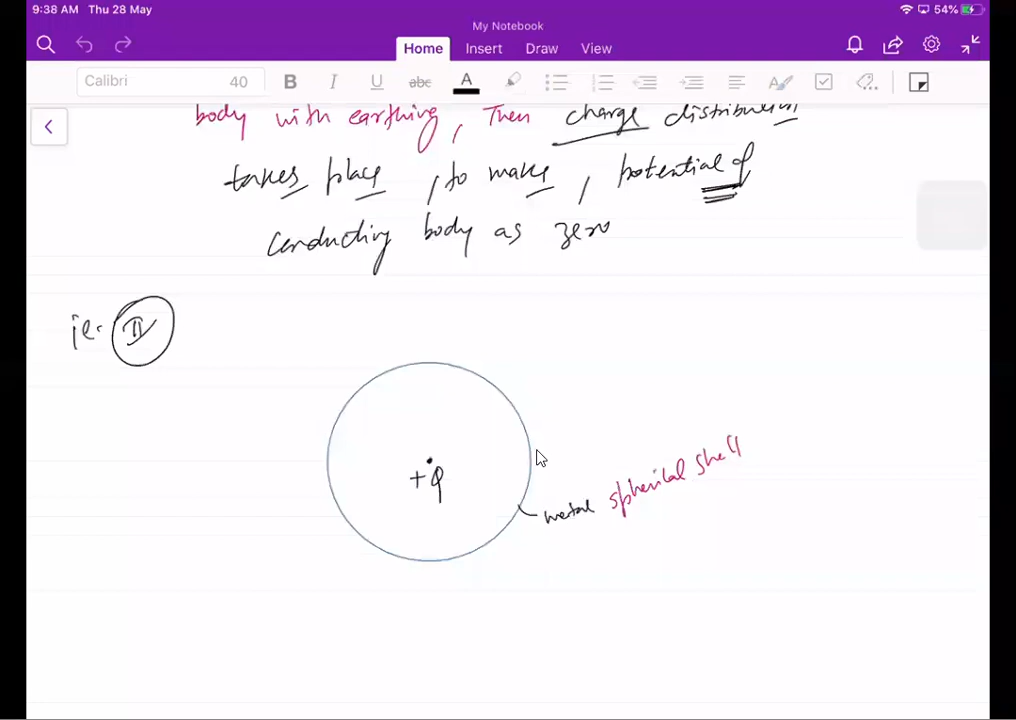 9:38 AM Thu 28 May
54%
My Notebook
Home Insert Draw View
Calibri 40 B I U abc A
body with earthing, Then charge distribution
takes place, to make, potential of
conducting body as zero
ie. II
+q
metal spherical shell